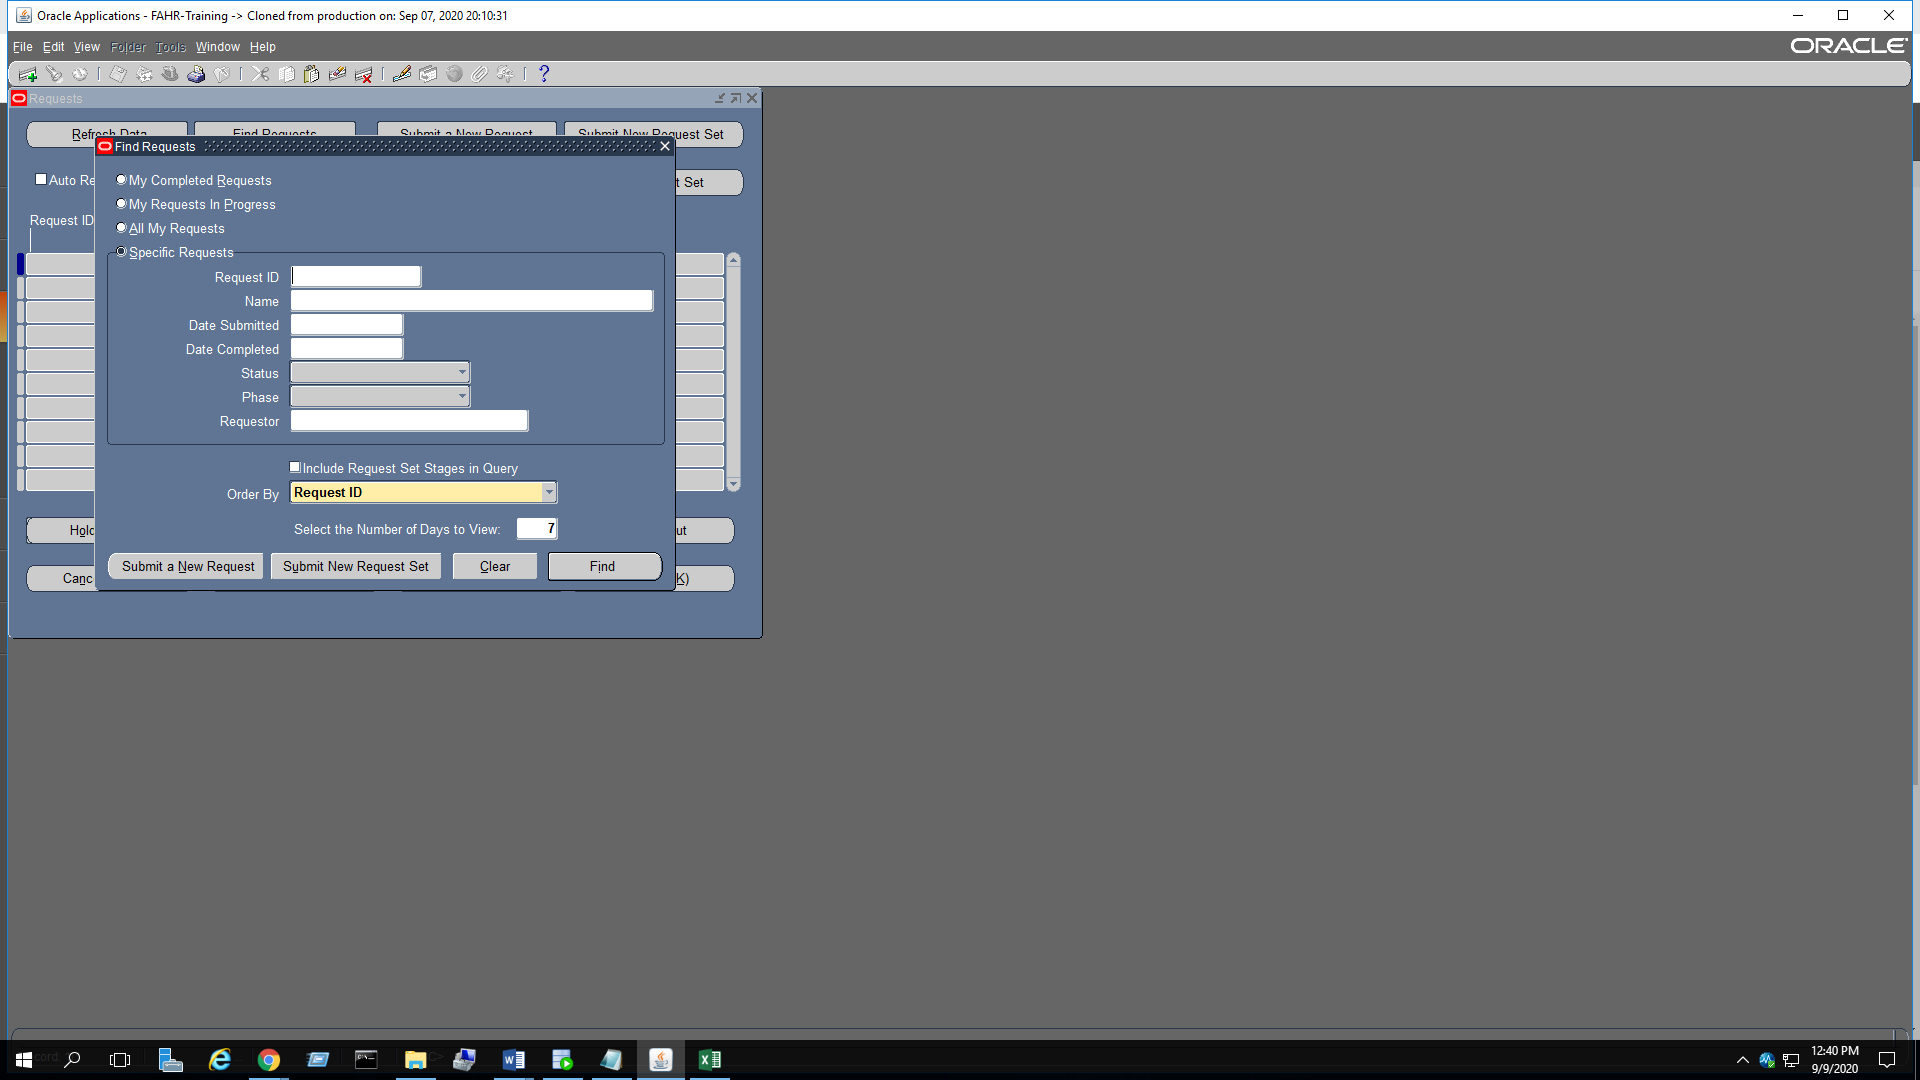 Oracle Applications - FAHR-Training -> Cloned from production on: Sep 07, 2020 20:10:31
File Edit View Folder Tools Window Help
ORACLE
Requests
Refresh Data Find Requests Submit a New Request Submit New Request Set
Find Requests
Auto Re
My Completed Requests
t Set
My Requests In Progress
Request ID
All My Requests
Specific Requests
Request ID
Name
Date Submitted
Date Completed
Status
Phase
Requestor
Include Request Set Stages in Query
Order By Request ID
Select the Number of Days to View: 7
Hold
ut
Submit a New Request Submit New Request Set Clear Find
Canc
K)
12:40 PM
9/9/2020